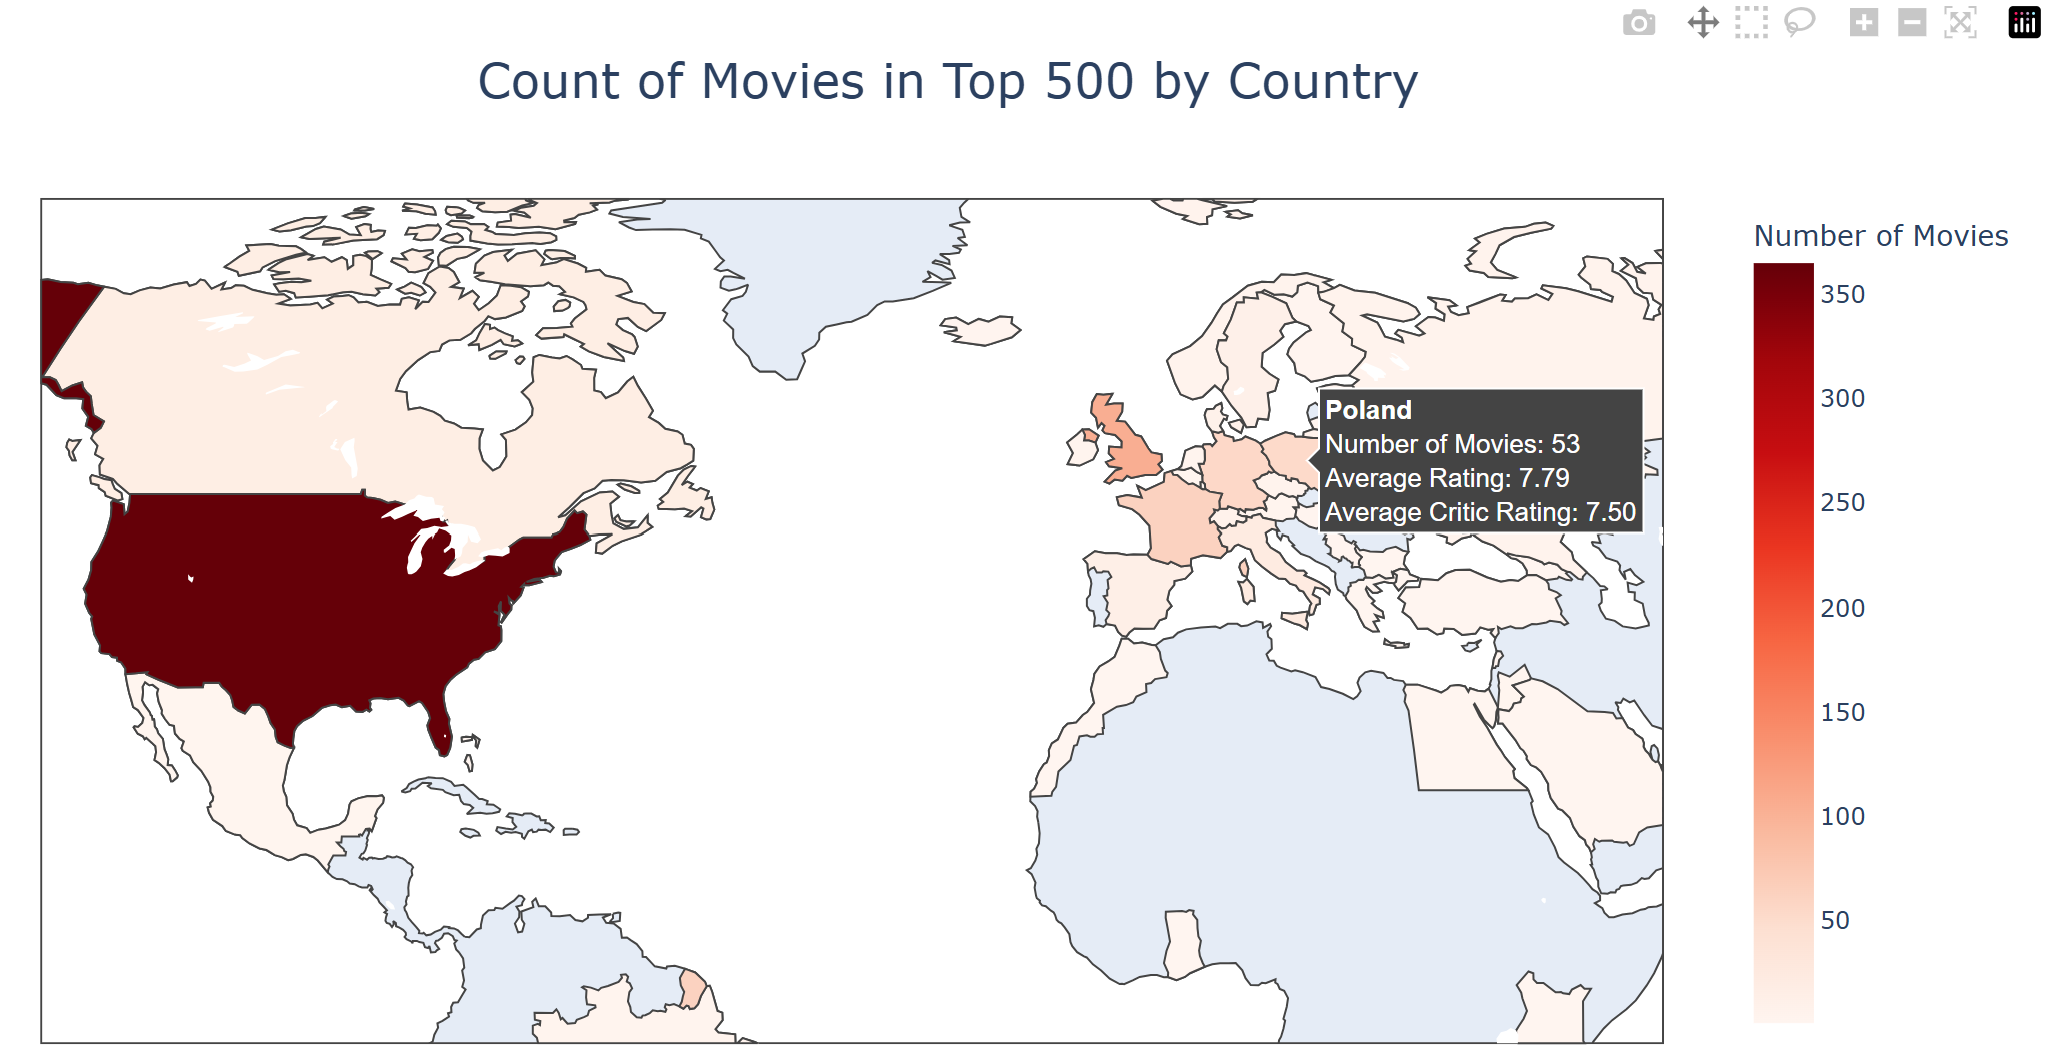 Count of Movies in Top 500 by Country
Number of Movies
350
300
250
200
150
100
50
Poland
Number of Movies: 53
Average Rating: 7.79
Average Critic Rating: 7.50